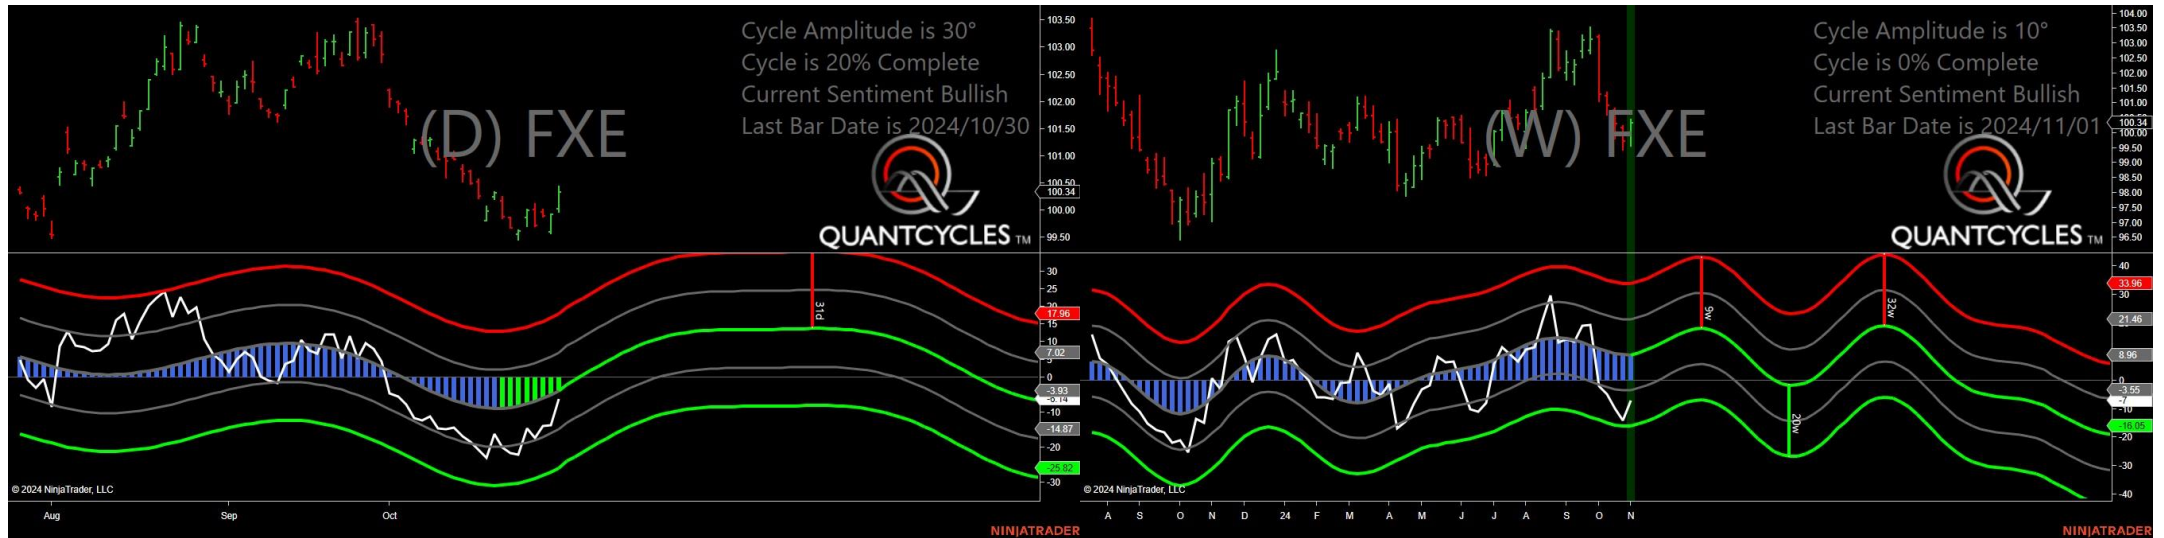 Cycle Amplitude is 30°
Cycle is 20% Complete
Current Sentiment Bullish
Last Bar Date is 2024/10/30
(D) FXE
QUANTCYCLES TM
103.50
103.00
102.50
102.00
101.50
101.00
100.50
100.34
100.00
99.50
31d
30
25
20
17.96
15
10
7.02
5
0
-3.93
-6.14
-10
-14.87
-20
-25.82
-30
© 2024 NinjaTrader, LLC
Aug Sep Oct
NINJATRADER
Cycle Amplitude is 10°
Cycle is 0% Complete
Current Sentiment Bullish
Last Bar Date is 2024/11/01
(W) FXE
QUANTCYCLES TM
104.00
103.50
103.00
102.50
102.00
101.50
101.00
100.34
100.00
99.50
99.00
98.50
98.00
97.50
97.00
96.50
9w
32w
20w
40
33.96
30
21.46
8.96
0
-3.55
-7
-10
-16.05
-20
-30
-40
© 2024 NinjaTrader, LLC
A S O N D 24 F M A M J J A S O N
NINJATRADER